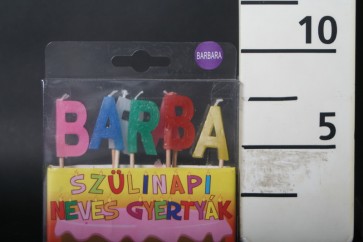 BARBARA
10
BARBA
5
SZÜLINAPI
NEVES GYERTYÁK